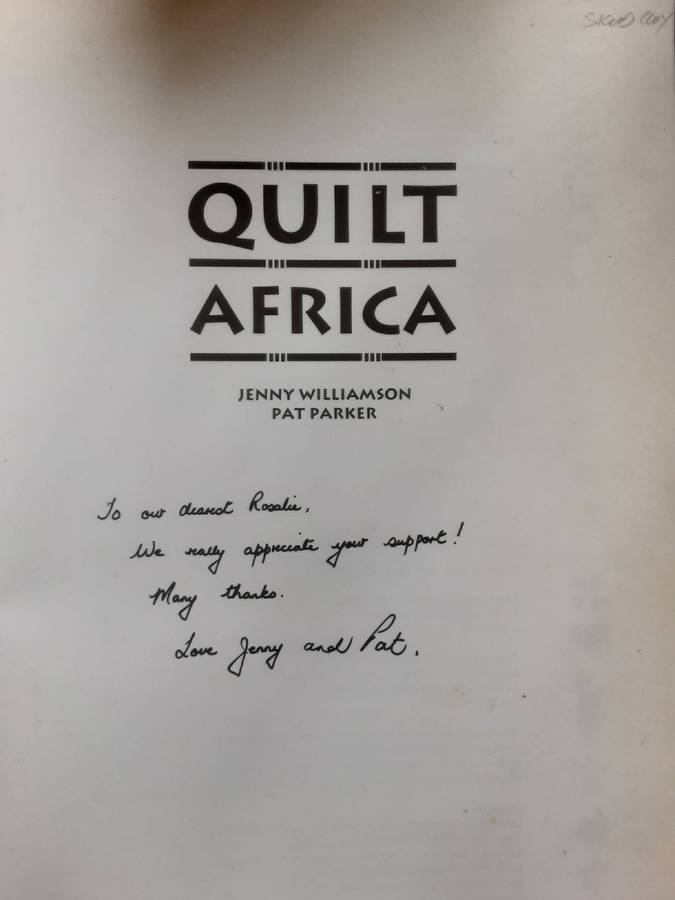 SIGNED COPY
QUILT
AFRICA
JENNY WILLIAMSON
PAT PARKER
To our dearest Rosalie,
We really appreciate your support!
Many thanks.
Love Jenny and Pat.